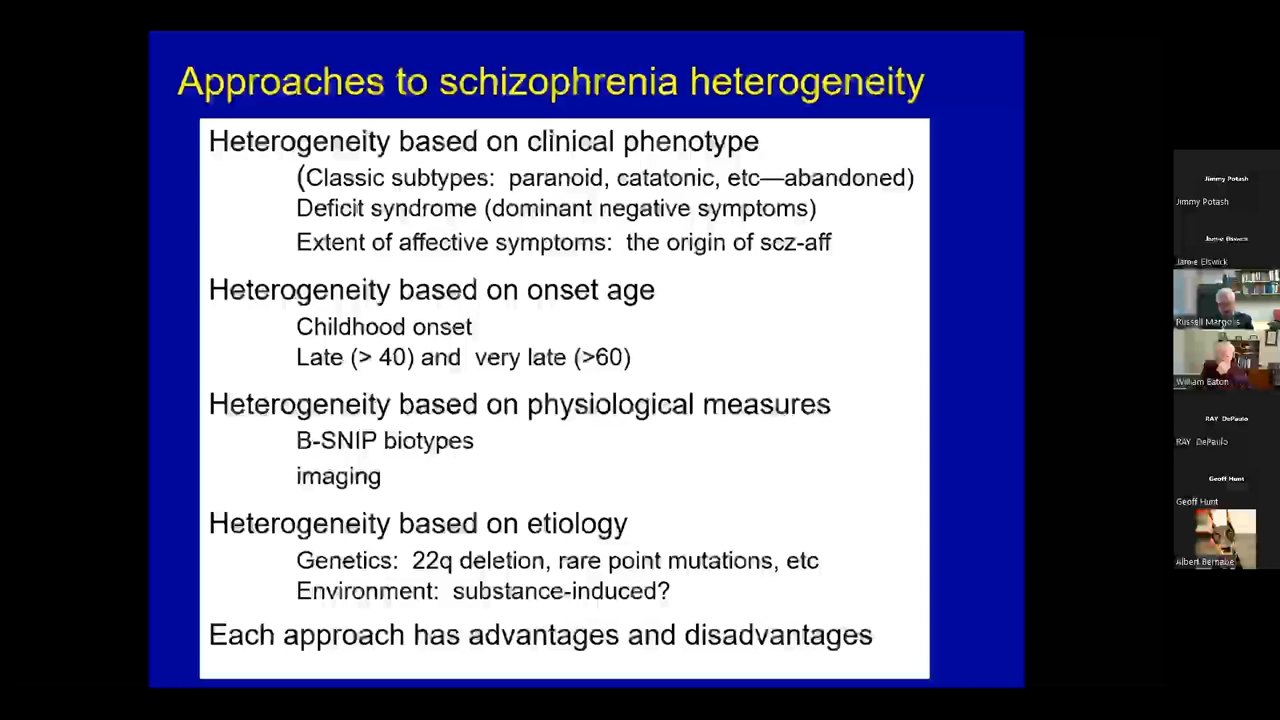 Approaches to schizophrenia heterogeneity
Heterogeneity based on clinical phenotype
(Classic subtypes: paranoid, catatonic, etc—abandoned)
Deficit syndrome (dominant negative symptoms)
Extent of affective symptoms: the origin of scz-aff
Heterogeneity based on onset age
Childhood onset
Late (> 40) and very late (>60)
Heterogeneity based on physiological measures
B-SNIP biotypes
imaging
Heterogeneity based on etiology
Genetics: 22q deletion, rare point mutations, etc
Environment: substance-induced?
Each approach has advantages and disadvantages
Jimmy Potash
Jimmy Potash
Jamie Elswick
Jamie Elswick
Russell Margolis
William Eaton
RAY DePaulo
RAY DePaulo
Geoff Hunt
Geoff Hunt
Albert Bernabe